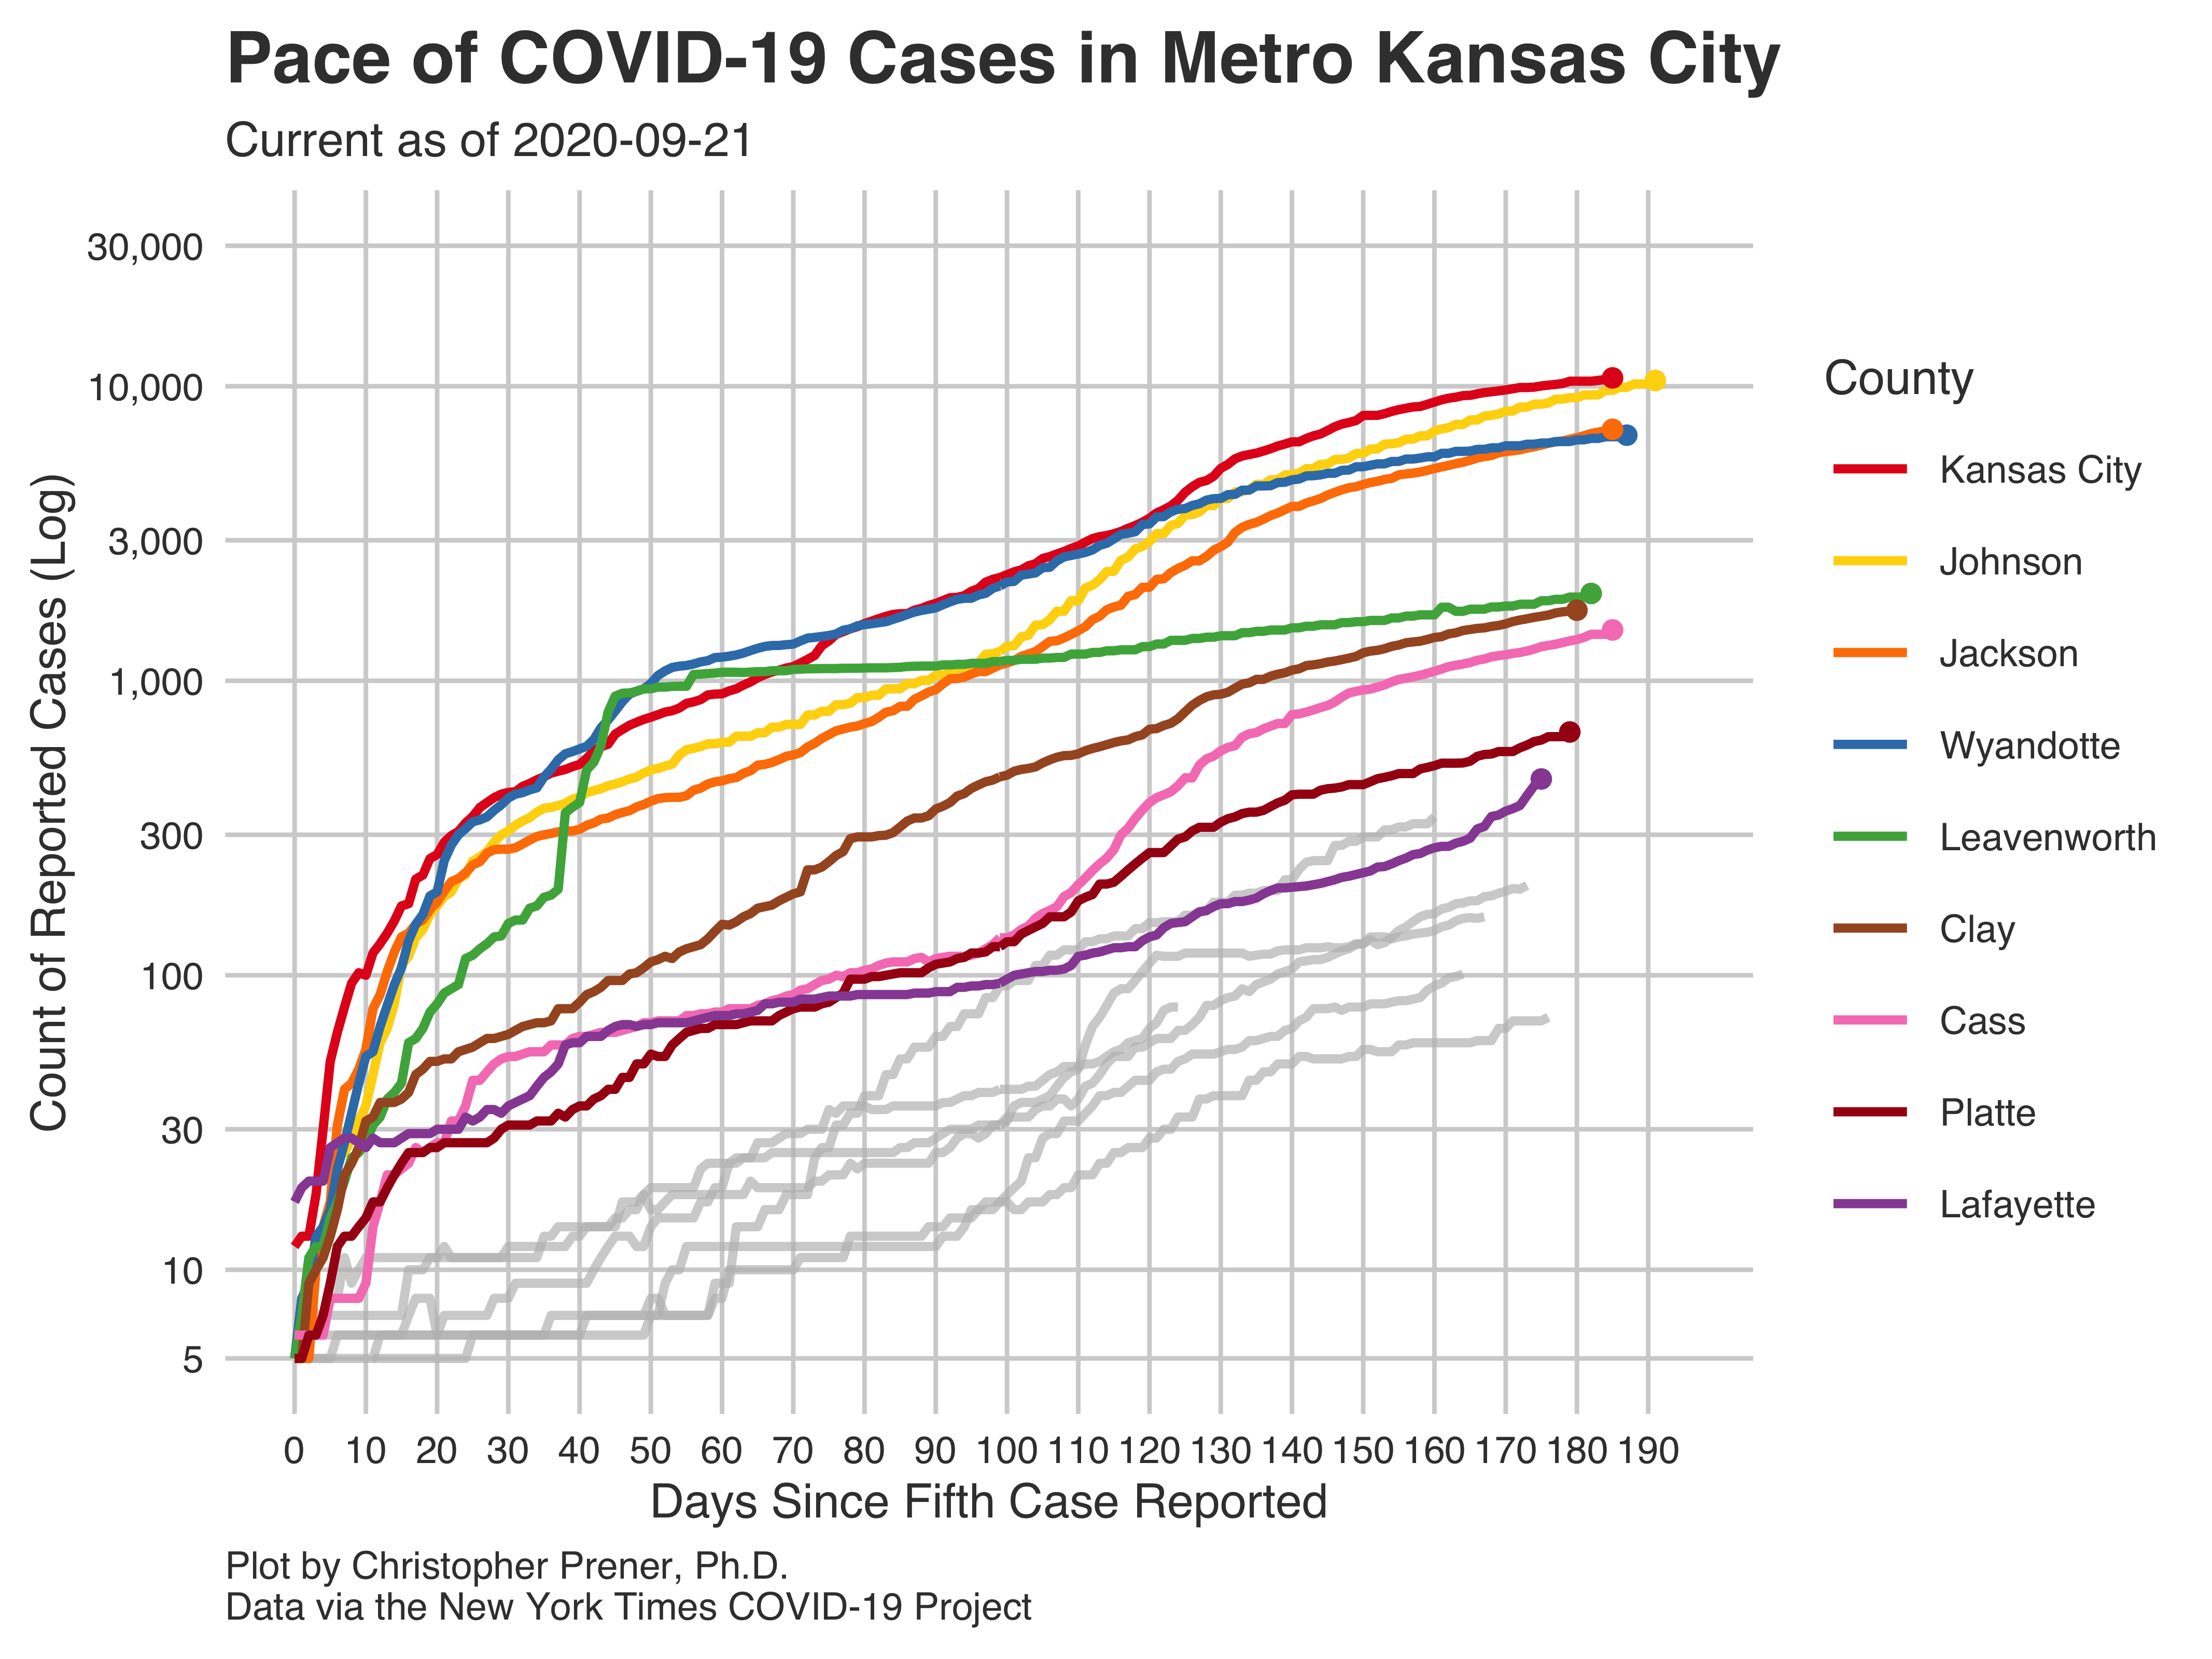 Pace of COVID-19 Cases in Metro Kansas City
Current as of 2020-09-21
Count of Reported Cases (Log)
30,000
10,000
3,000
1,000
300
100
30
10
5
0 10 20 30 40 50 60 70 80 90 100 110 120 130 140 150 160 170 180 190
Days Since Fifth Case Reported
County
Kansas City
Johnson
Jackson
Wyandotte
Leavenworth
Clay
Cass
Platte
Lafayette
Plot by Christopher Prener, Ph.D.
Data via the New York Times COVID-19 Project